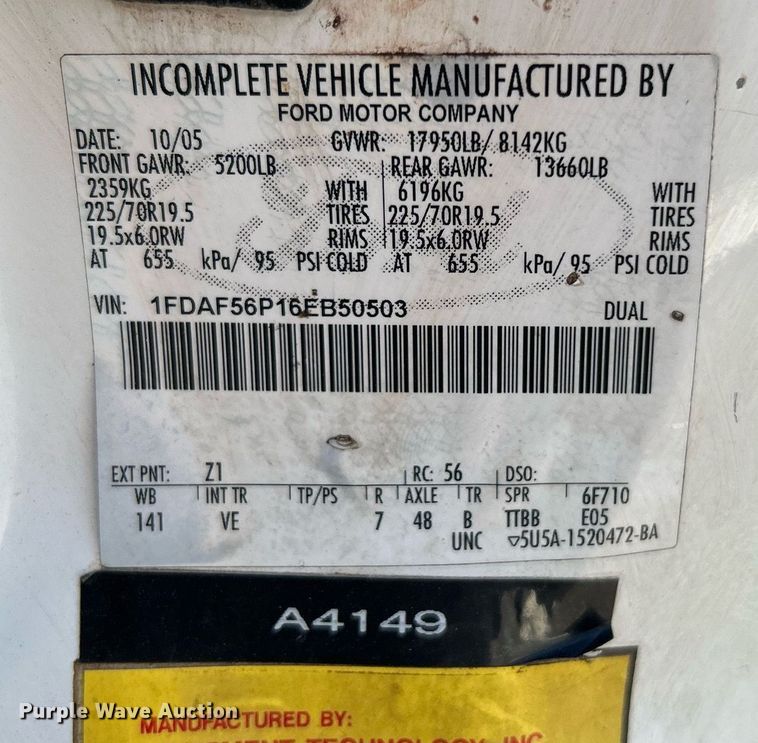 INCOMPLETE VEHICLE MANUFACTURED BY
FORD MOTOR COMPANY
DATE: 10/05 GVWR: 17950LB/ 8142KG
FRONT GAWR: 5200LB REAR GAWR: 13660LB
2359KG WITH 6196KG WITH
225/70R19.5 TIRES 225/70R19.5 TIRES
19.5x6.0RW RIMS 19.5x6.0RW RIMS
AT 655 kPa/ 95 PSI COLD AT 655 kPa/ 95 PSI COLD
VIN: 1FDAF56P16EB50503 DUAL
EXT PNT: Z1 RC: 56 DSO:
WB INT TR TP/PS R AXLE TR SPR 6F710
141 VE 7 48 B TTBB E05
UNC ▽5U5A-1520472-BA
A4149
MANUFACTURED BY:
TECHNOLOGY, INC
Purple Wave Auction